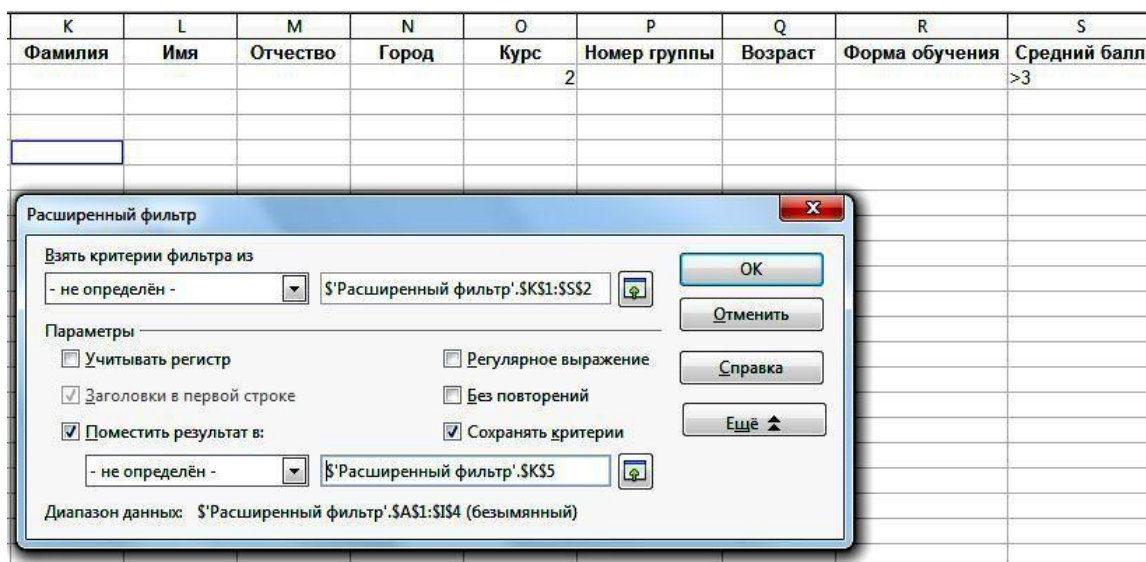 K L M N O P Q R S
Фамилия Имя Отчество Город Курс Номер группы Возраст Форма обучения Средний балл
2 >3
Расширенный фильтр
Взять критерии фильтра из
- не определён - $'Расширенный фильтр'.$K$1:$S$2
OK
Отменить
Параметры
Учитывать регистр Регулярное выражение
Справка
Заголовки в первой строке Без повторений
Поместить результат в: Сохранять критерии
Ещё
- не определён - $'Расширенный фильтр'.$K$5
Диапазон данных: $'Расширенный фильтр'.$A$1:$I$4 (безымянный)